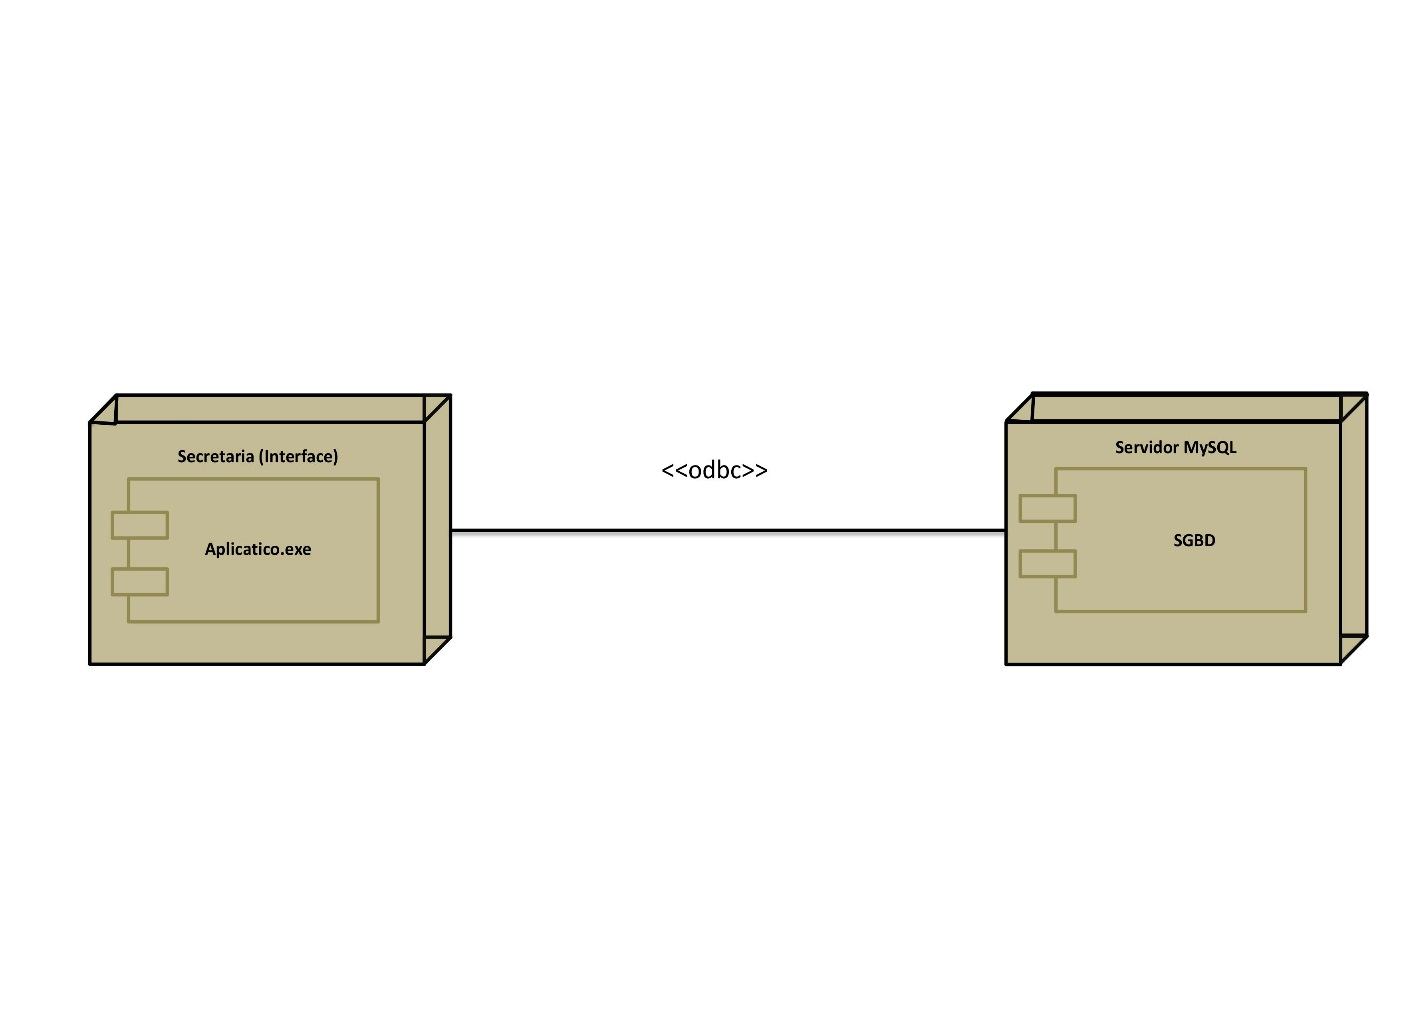 Secretaria (Interface)
Aplicatico.exe
<<odbc>>
Servidor MySQL
SGBD